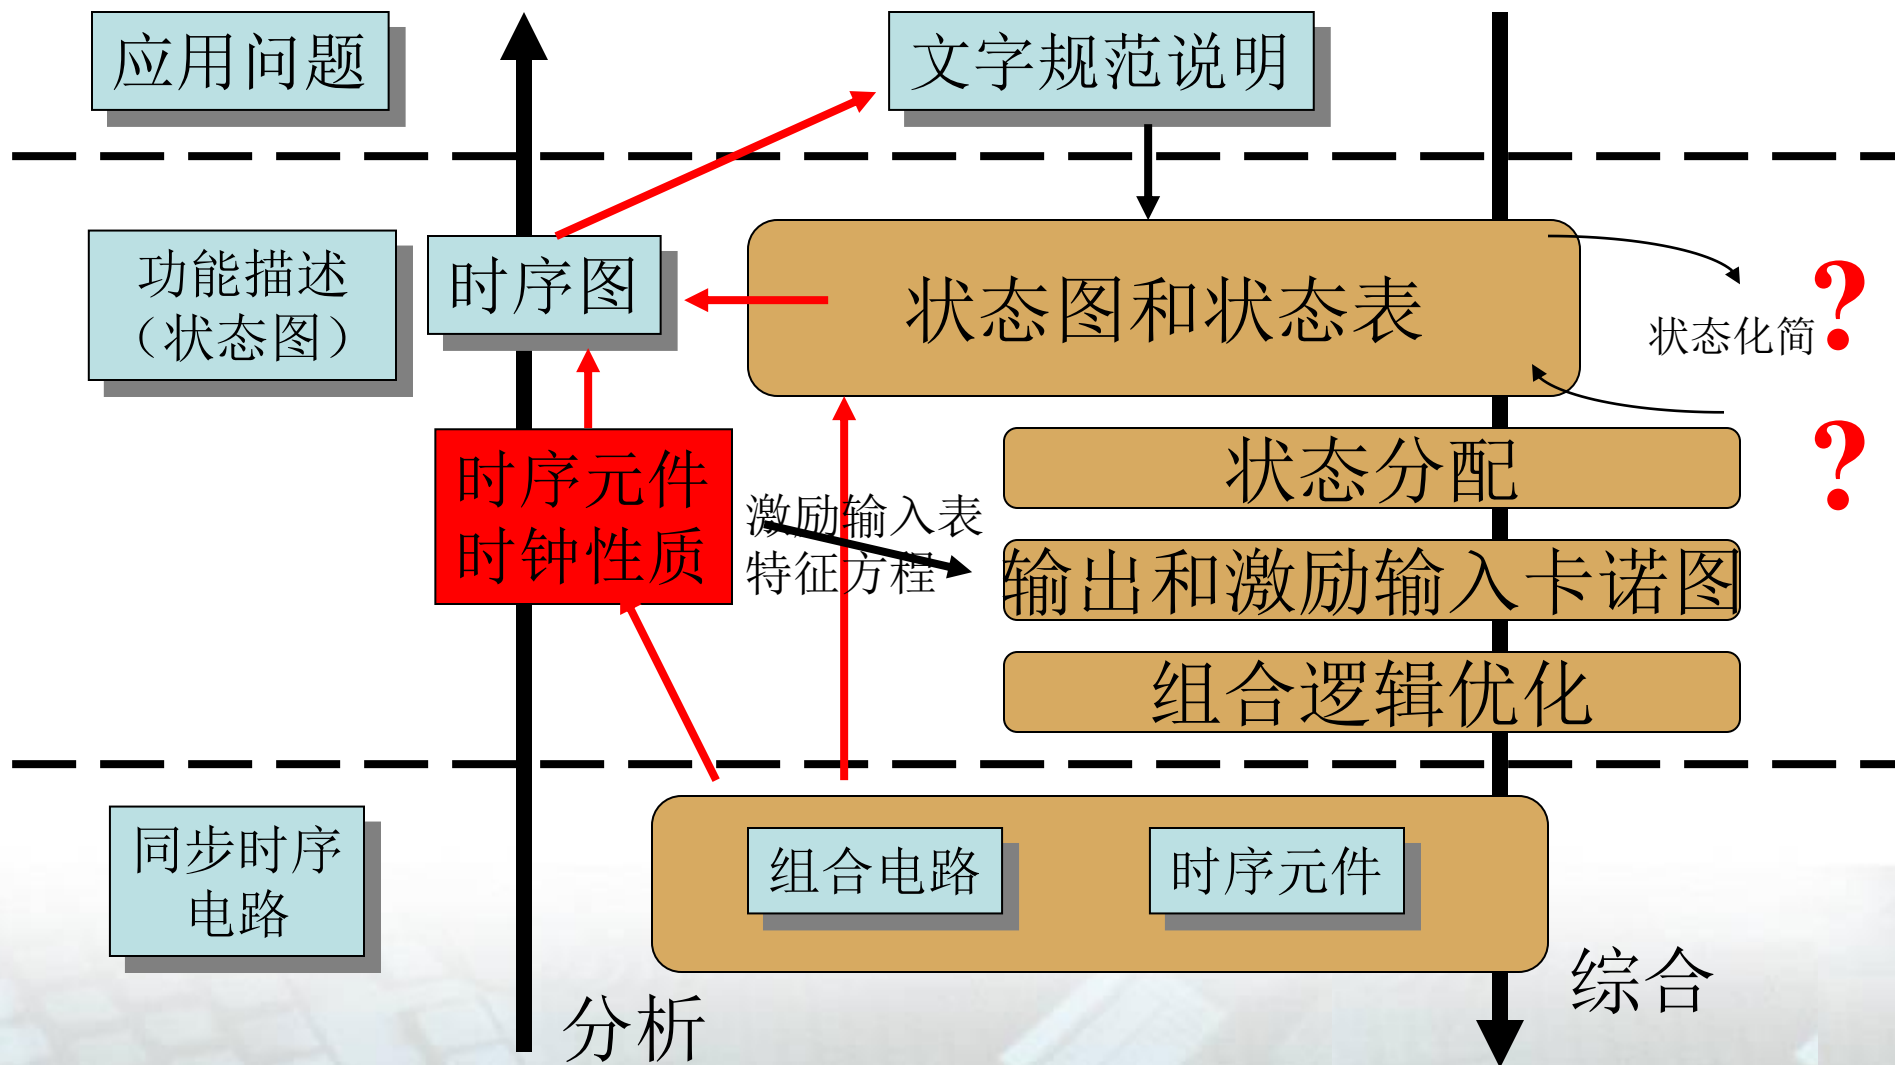 应用问题
文字规范说明
功能描述
（状态图）
时序图
状态图和状态表
状态化简
?
时序元件
时钟性质
激励输入表
特征方程
状态分配
?
输出和激励输入卡诺图
组合逻辑优化
同步时序
电路
组合电路
时序元件
分析
综合